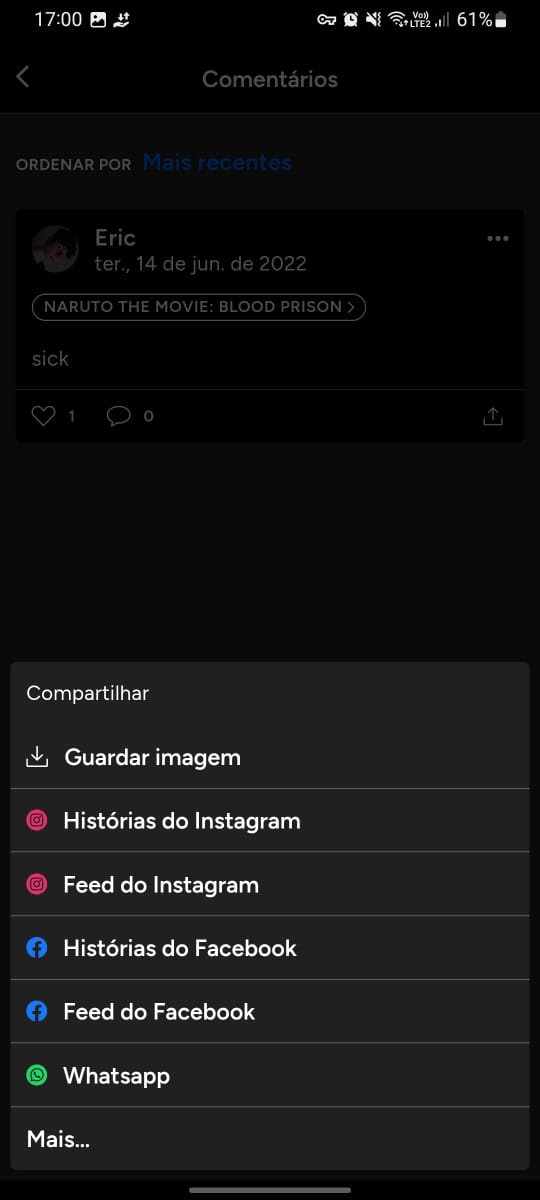 17:00 Vo)) LTE2 61%
Comentários
ORDENAR POR Mais recentes
Eric
ter., 14 de jun. de 2022
NARUTO THE MOVIE: BLOOD PRISON >
sick
1 0
Compartilhar
Guardar imagem
Histórias do Instagram
Feed do Instagram
Histórias do Facebook
Feed do Facebook
Whatsapp
Mais...